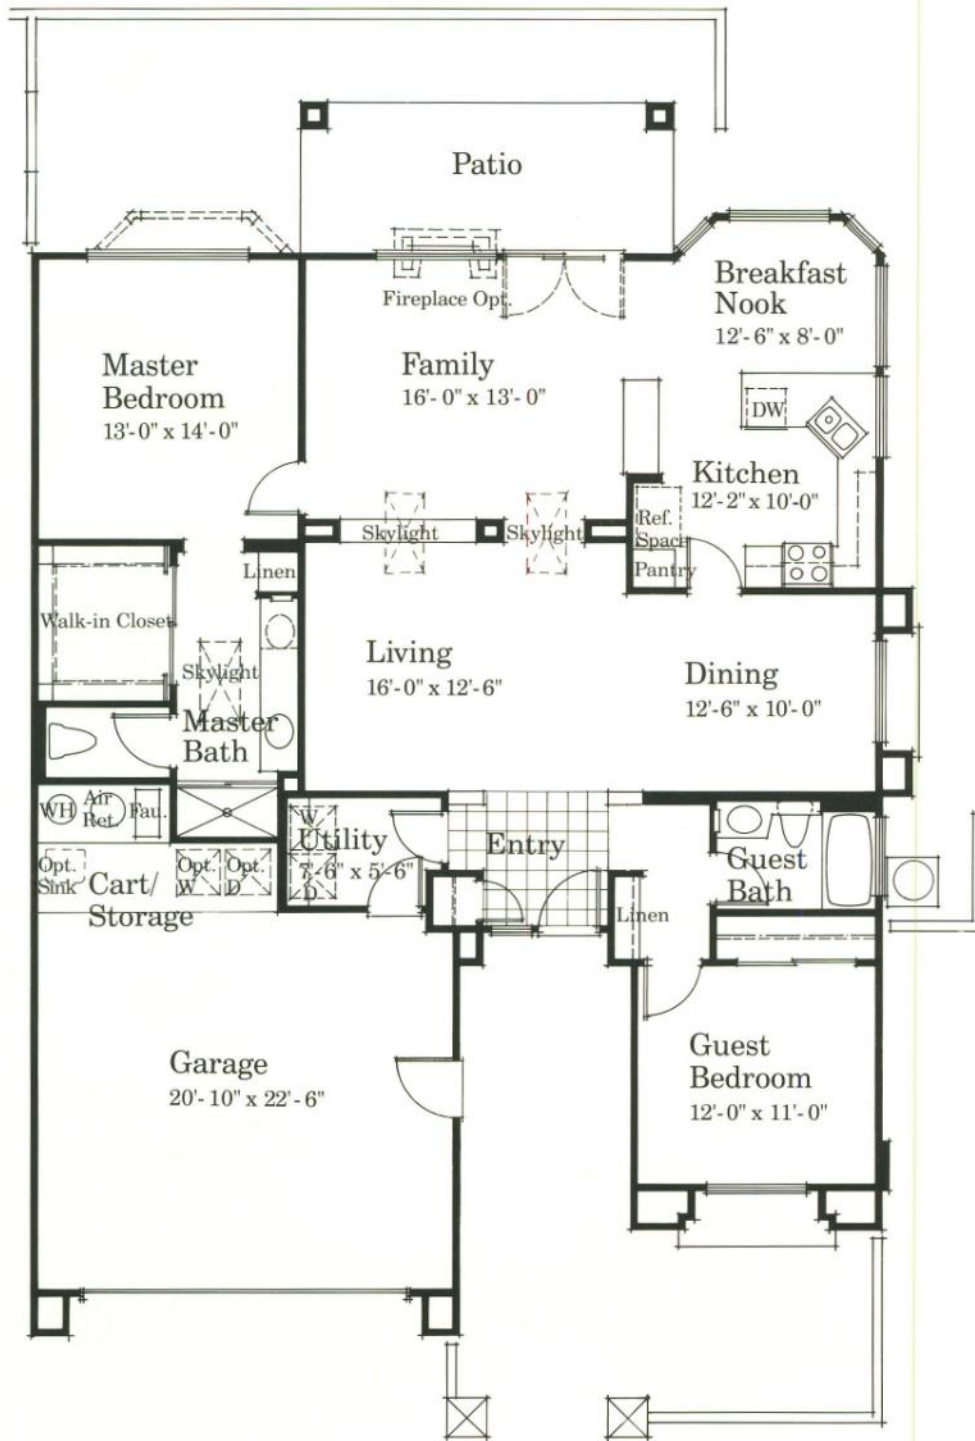 Patio
Breakfast
Nook
12'-6" x 8'-0"
Fireplace Opt.
Master
Bedroom
13'-0" x 14'-0"
Family
16'-0" x 13'-0"
DW
Kitchen
12'-2" x 10'-0"
Ref.
Space
Pantry
Skylight
Skylight
Linen
Walk-in Closet
Skylight
Master
Bath
Living
16'-0" x 12'-6"
Dining
12'-6" x 10'-0"
WH
Air
Ret.
Fau.
W
Utility
7'-6" x 5'-6"
D
Entry
Guest
Bath
Opt.
Sink
Cart/
Storage
Opt.
W
Opt.
D
Linen
Garage
20'-10" x 22'-6"
Guest
Bedroom
12'-0" x 11'-0"